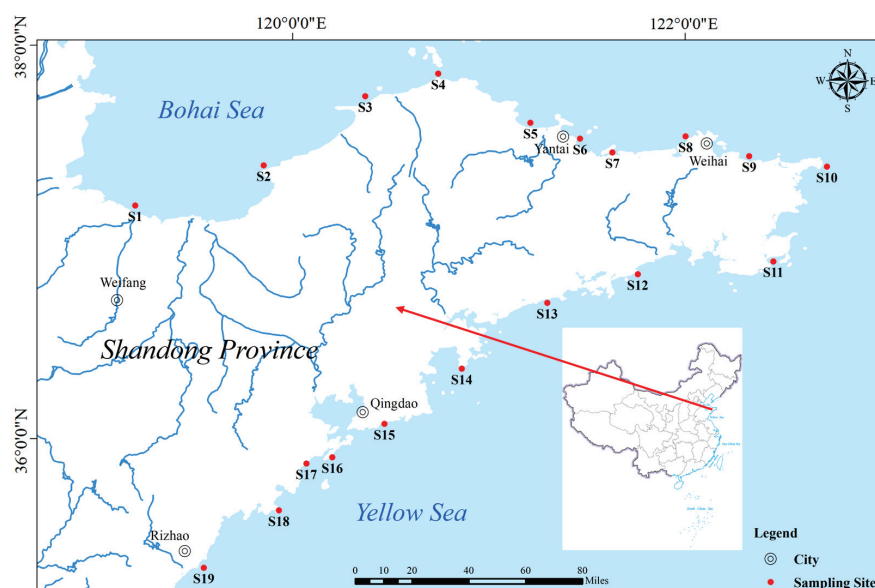 120°0'0"E
122°0'0"E
38°0'0"N
36°0'0"N
N
W
E
S
Bohai Sea
S3
S4
S5
Yantai
S6
S7
S8
Weihai
S9
S10
S2
S1
Weifang
S11
S12
S13
Shandong Province
S14
Qingdao
S15
S16
S17
S18
Yellow Sea
Rizhao
S19
0 10 20 40 60 80
Miles
Legend
City
Sampling Site